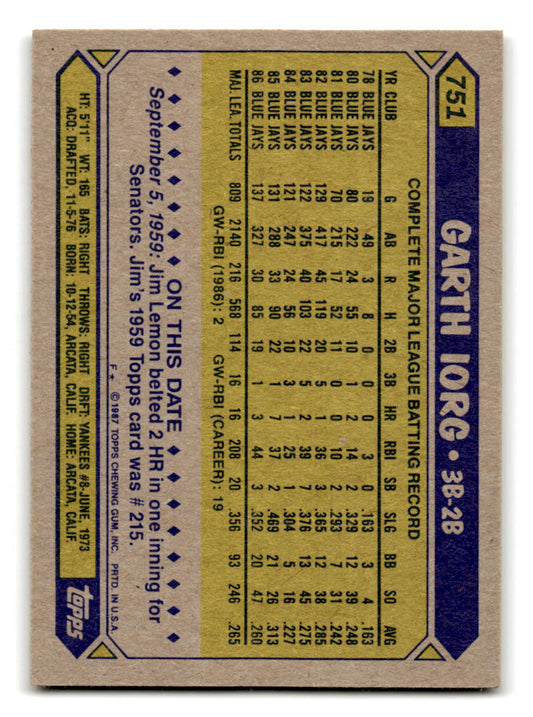 751 GARTH IORG • 3B-2B
COMPLETE MAJOR LEAGUE BATTING RECORD
YR CLUB G AB R H 2B 3B HR RBI SB SLG BB SO AVG
78 BLUE JAYS 19 49 3 8 0 0 0 3 0 .163 3 4 .163
80 BLUE JAYS 80 222 24 55 10 1 2 14 2 .329 12 39 .248
81 BLUE JAYS 70 215 17 52 11 0 0 10 2 .293 7 31 .242
82 BLUE JAYS 129 417 45 119 20 5 1 36 3 .365 12 38 .285
83 BLUE JAYS 122 375 40 103 22 5 2 39 7 .376 13 45 .275
84 BLUE JAYS 121 247 24 56 10 3 1 25 1 .304 5 16 .227
85 BLUE JAYS 131 288 33 90 22 1 7 37 3 .469 21 26 .313
86 BLUE JAYS 137 327 30 85 19 1 3 44 3 .352 20 47 .260
MAJ. LEA. TOTALS 809 2140 216 568 114 16 16 208 20 .356 93 246 .265
GW-RBI (1986): 2 GW-RBI (CAREER): 19
ON THIS DATE
September 5, 1959: Jim Lemon belted 2 HR in one inning for
Senators. Jim's 1959 Topps card was # 215.
F* © 1987 TOPPS CHEWING GUM, INC. PRTD. IN U.S.A.
HT: 5'11" WT: 165 BATS: RIGHT THROWS: RIGHT DRFT: YANKEES #8-JUNE, 1973
ACQ: DRAFTED, 11-5-76 BORN: 10-12-54, ARCATA, CALIF. HOME: ARCATA, CALIF.
TOPPS